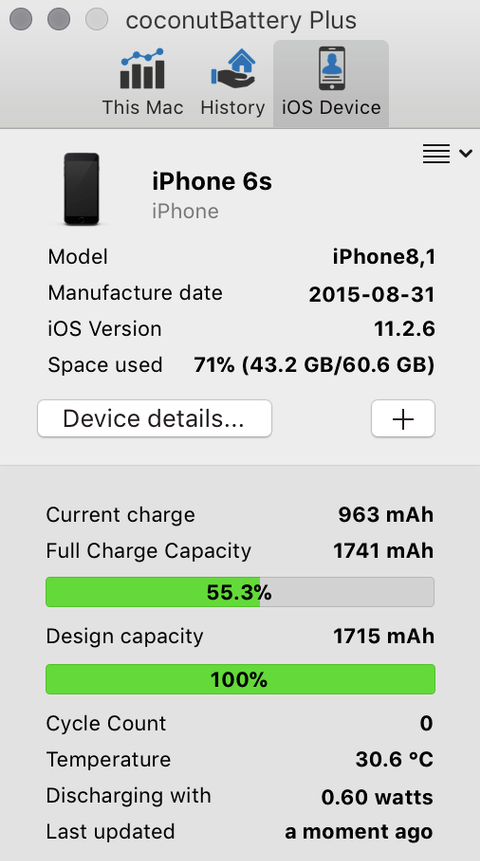 coconutBattery Plus
This Mac History iOS Device
iPhone 6s
iPhone
Model iPhone8,1
Manufacture date 2015-08-31
iOS Version 11.2.6
Space used 71% (43.2 GB/60.6 GB)
Device details... +
Current charge 963 mAh
Full Charge Capacity 1741 mAh
55.3%
Design capacity 1715 mAh
100%
Cycle Count 0
Temperature 30.6 ºC
Discharging with 0.60 watts
Last updated a moment ago